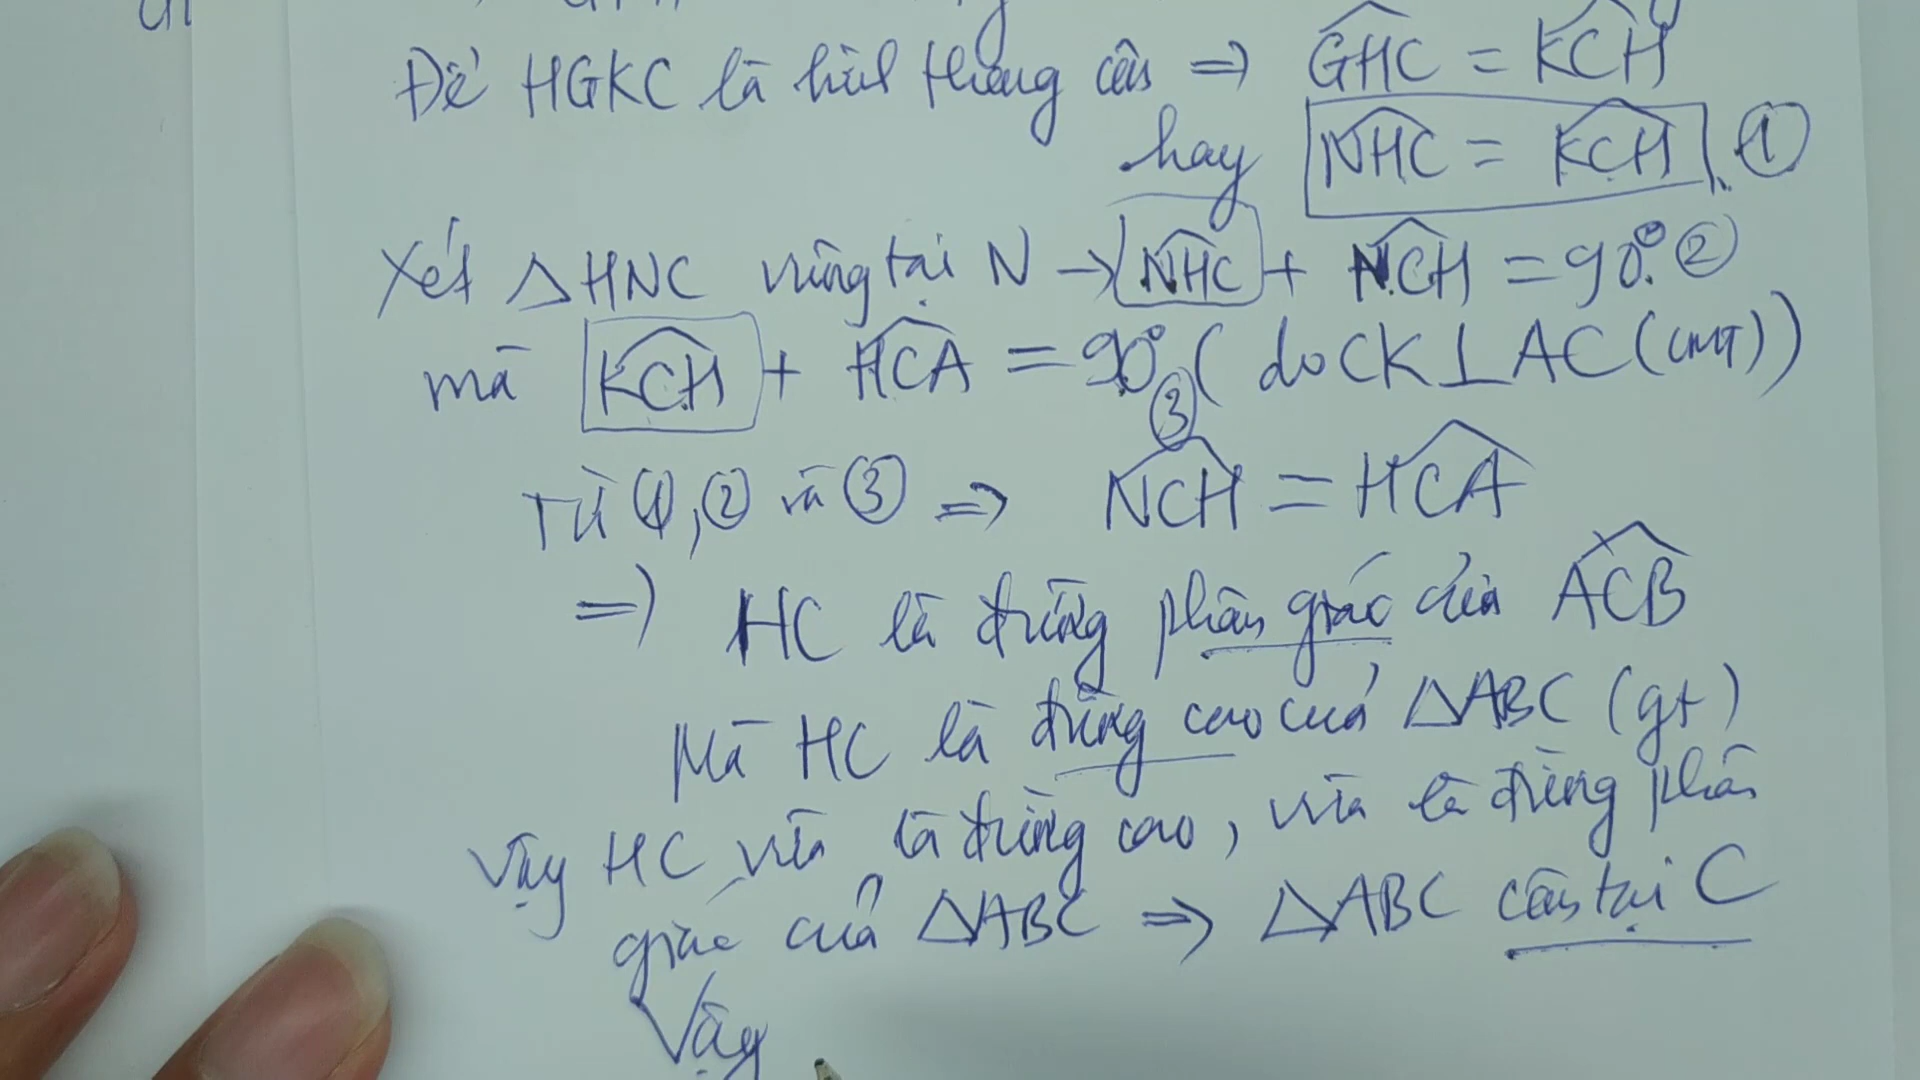 Để HGKC là hình thang cân ⇒ ∠GHC = ∠KCH
hay ∠NHC = ∠KCH. ①
Xét △HNC vuông tại N → ∠NHC + ∠NCH = 90°. ②
mà ∠KCH + ∠HCA = 90° ③ (do CK ⊥ AC (cmt))
Từ ①, ② và ③ ⇒ ∠NCH = ∠HCA
⇒ HC là đường phân giác của ∠ACB
Mà HC là đường cao của △ABC (gt)
Vậy HC vừa là đường cao, vừa là đường phân
giác của △ABC ⇒ △ABC cân tại C
Vậy